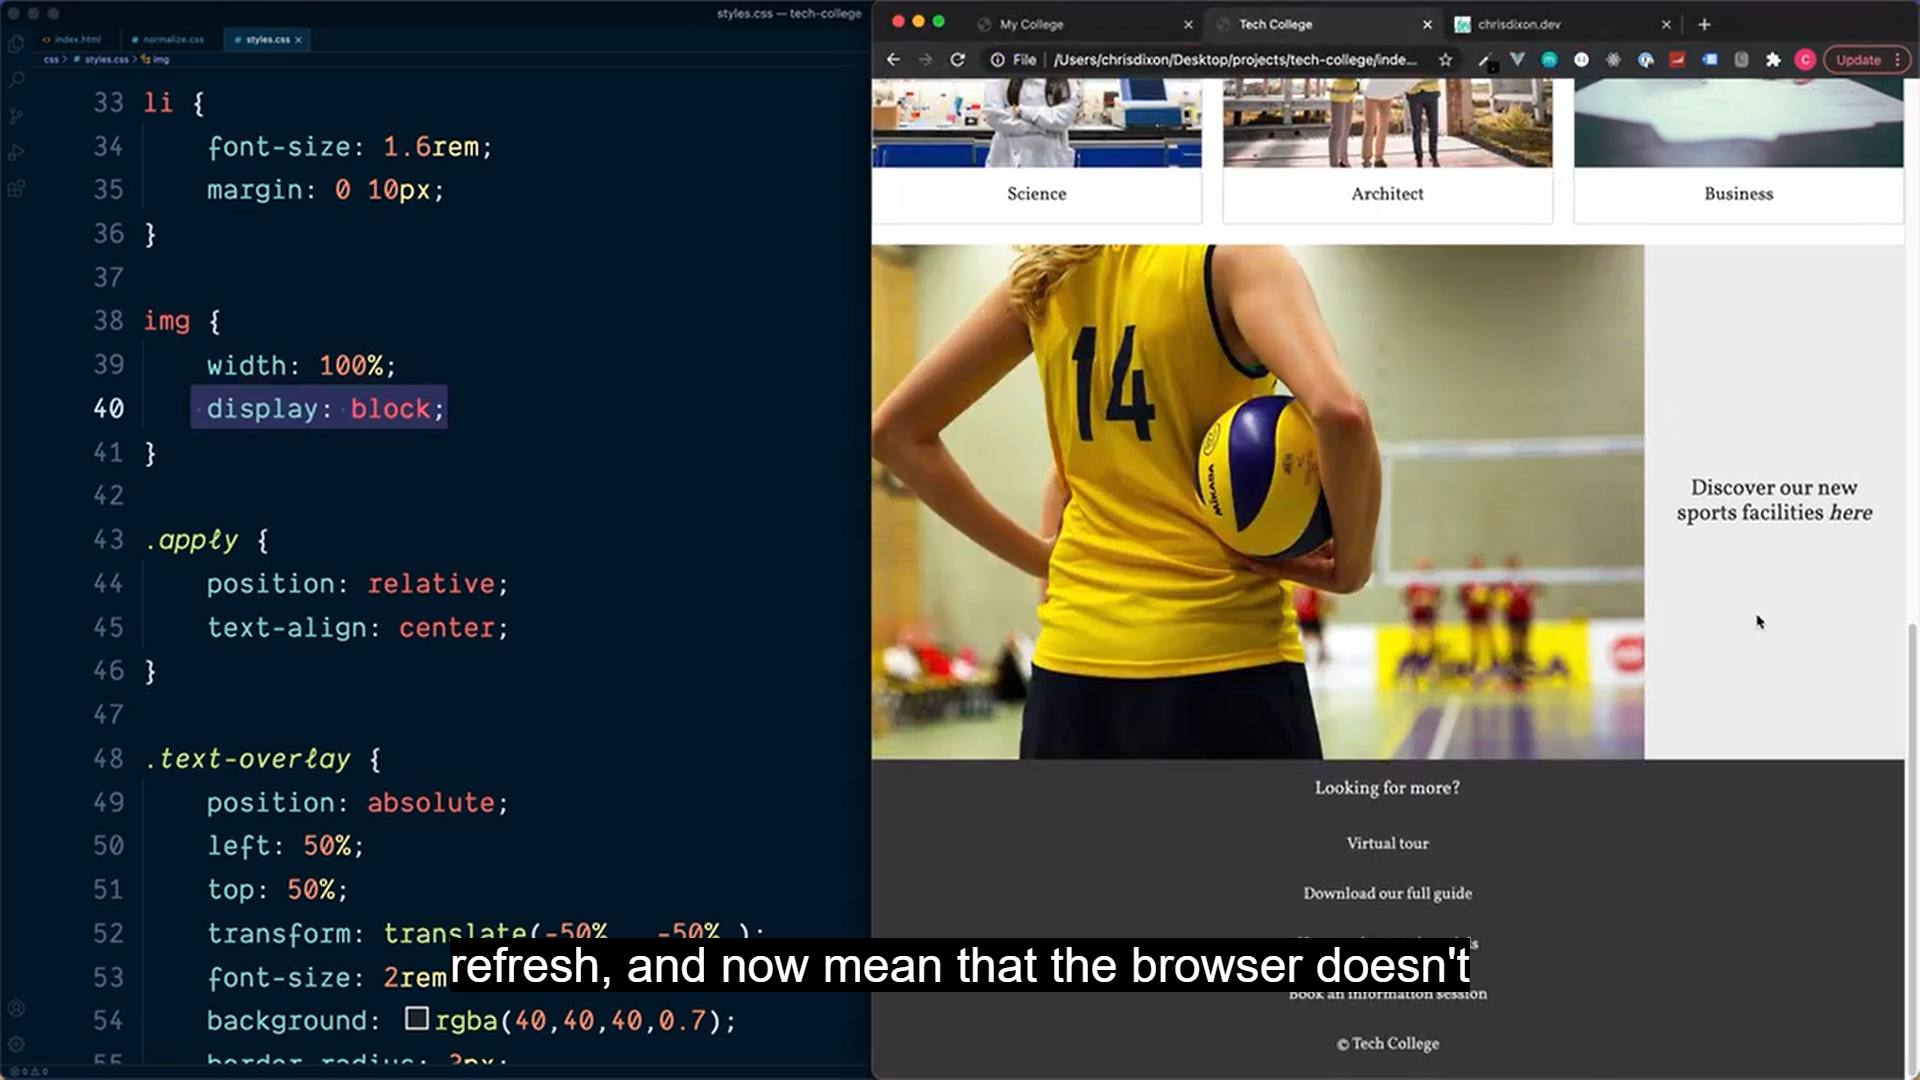 styles.css — tech-college
index.html
normalize.css
styles.css
css > # styles.css > img
33 li {
34 font-size: 1.6rem;
35 margin: 0 10px;
36 }
37
38 img {
39 width: 100%;
40 display: block;
41 }
42
43 .apply {
44 position: relative;
45 text-align: center;
46 }
47
48 .text-overlay {
49 position: absolute;
50 left: 50%;
51 top: 50%;
52 transform: translate(-50% , -50% );
53 font-size: 2rem
54 background: rgba(40,40,40,0.7);
55 border-radius: 3px;
My College
Tech College
chrisdixon.dev
File /Users/chrisdixon/Desktop/projects/tech-college/inde...
C
Update
Science
Architect
Business
14
MIKASA
Discover our new
sports facilities here
Looking for more?
Virtual tour
Download our full guide
Book an information session
© Tech College
refresh, and now mean that the browser doesn't